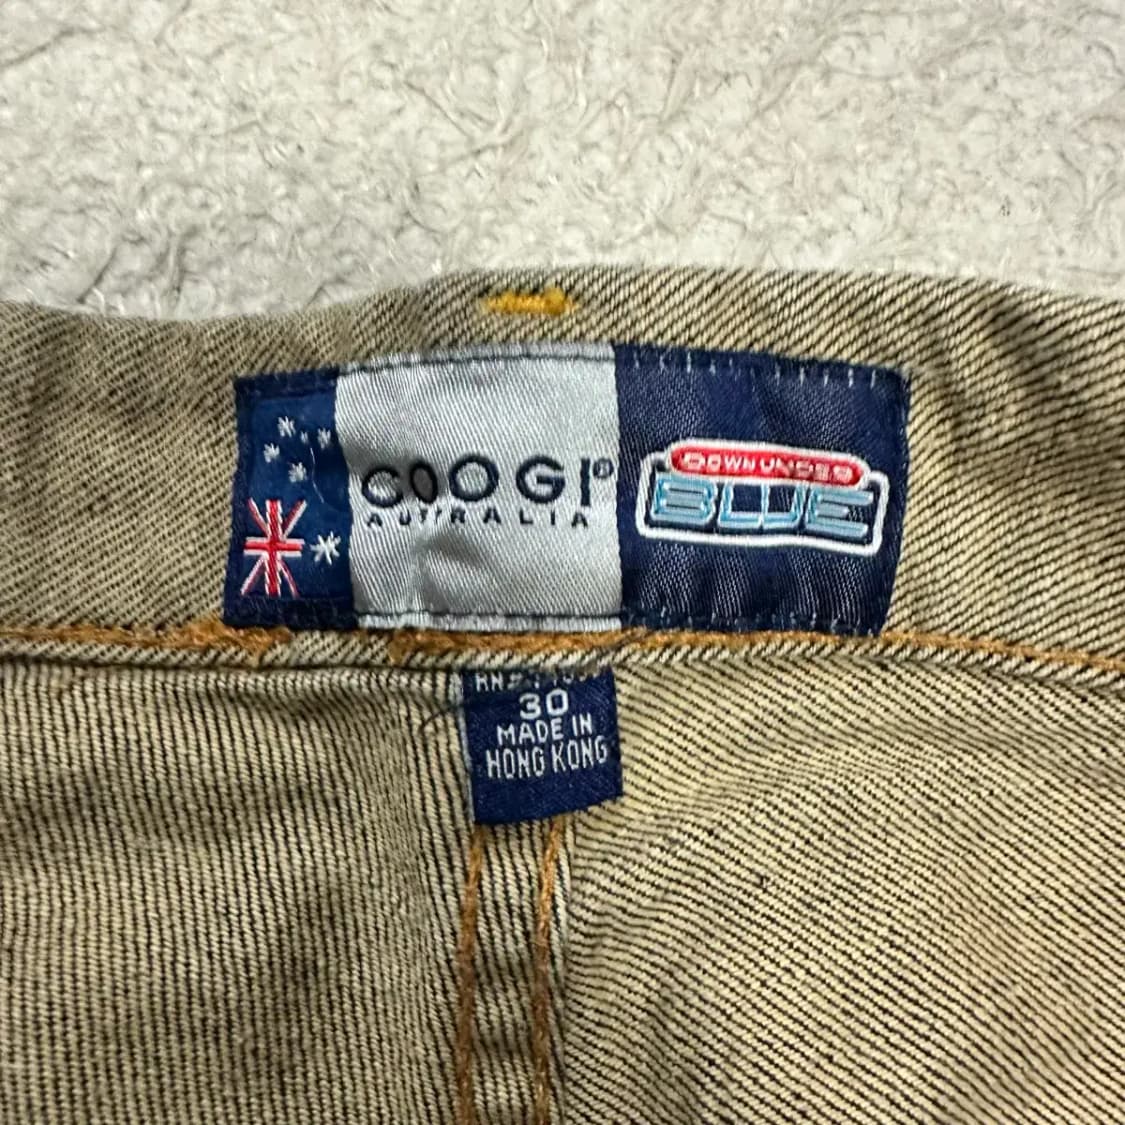 COOGI®
AUSTRALIA
DOWN UNDER
BLUE
30
MADE IN
HONG KONG